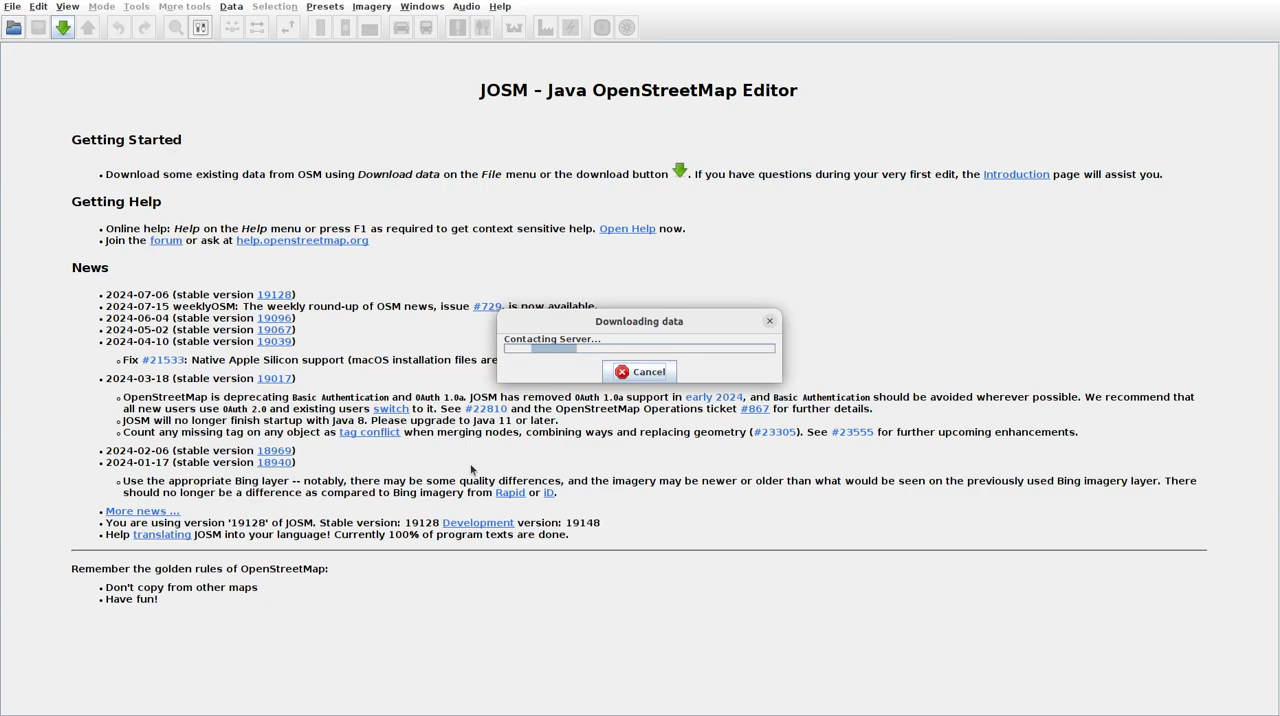 File Edit View Mode Tools More tools Data Selection Presets Imagery Windows Audio Help
JOSM – Java OpenStreetMap Editor
Getting Started
Download some existing data from OSM using Download data on the File menu or the download button . If you have questions during your very first edit, the Introduction page will assist you.
Getting Help
Online help: Help on the Help menu or press F1 as required to get context sensitive help. Open Help now.
Join the forum or ask at help.openstreetmap.org
News
2024-07-06 (stable version 19128)
2024-07-15 weeklyOSM: The weekly round-up of OSM news, issue #729, is now available.
2024-06-04 (stable version 19096)
2024-05-02 (stable version 19067)
2024-04-10 (stable version 19039)
Fix #21533: Native Apple Silicon support (macOS installation files are
Downloading data
Contacting Server...
Cancel
2024-03-18 (stable version 19017)
OpenStreetMap is deprecating Basic Authentication and OAuth 1.0a. JOSM has removed OAuth 1.0a support in early 2024, and Basic Authentication should be avoided wherever possible. We recommend that
all new users use OAuth 2.0 and existing users switch to it. See #22810 and the OpenStreetMap Operations ticket #867 for further details.
JOSM will no longer finish startup with Java 8. Please upgrade to Java 11 or later.
Count any missing tag on any object as tag conflict when merging nodes, combining ways and replacing geometry (#23305). See #23555 for further upcoming enhancements.
2024-02-06 (stable version 18969)
2024-01-17 (stable version 18940)
Use the appropriate Bing layer -- notably, there may be some quality differences, and the imagery may be newer or older than what would be seen on the previously used Bing imagery layer. There
should no longer be a difference as compared to Bing imagery from Rapid or iD.
More news ...
You are using version '19128' of JOSM. Stable version: 19128 Development version: 19148
Help translating JOSM into your language! Currently 100% of program texts are done.
Remember the golden rules of OpenStreetMap:
Don't copy from other maps
Have fun!